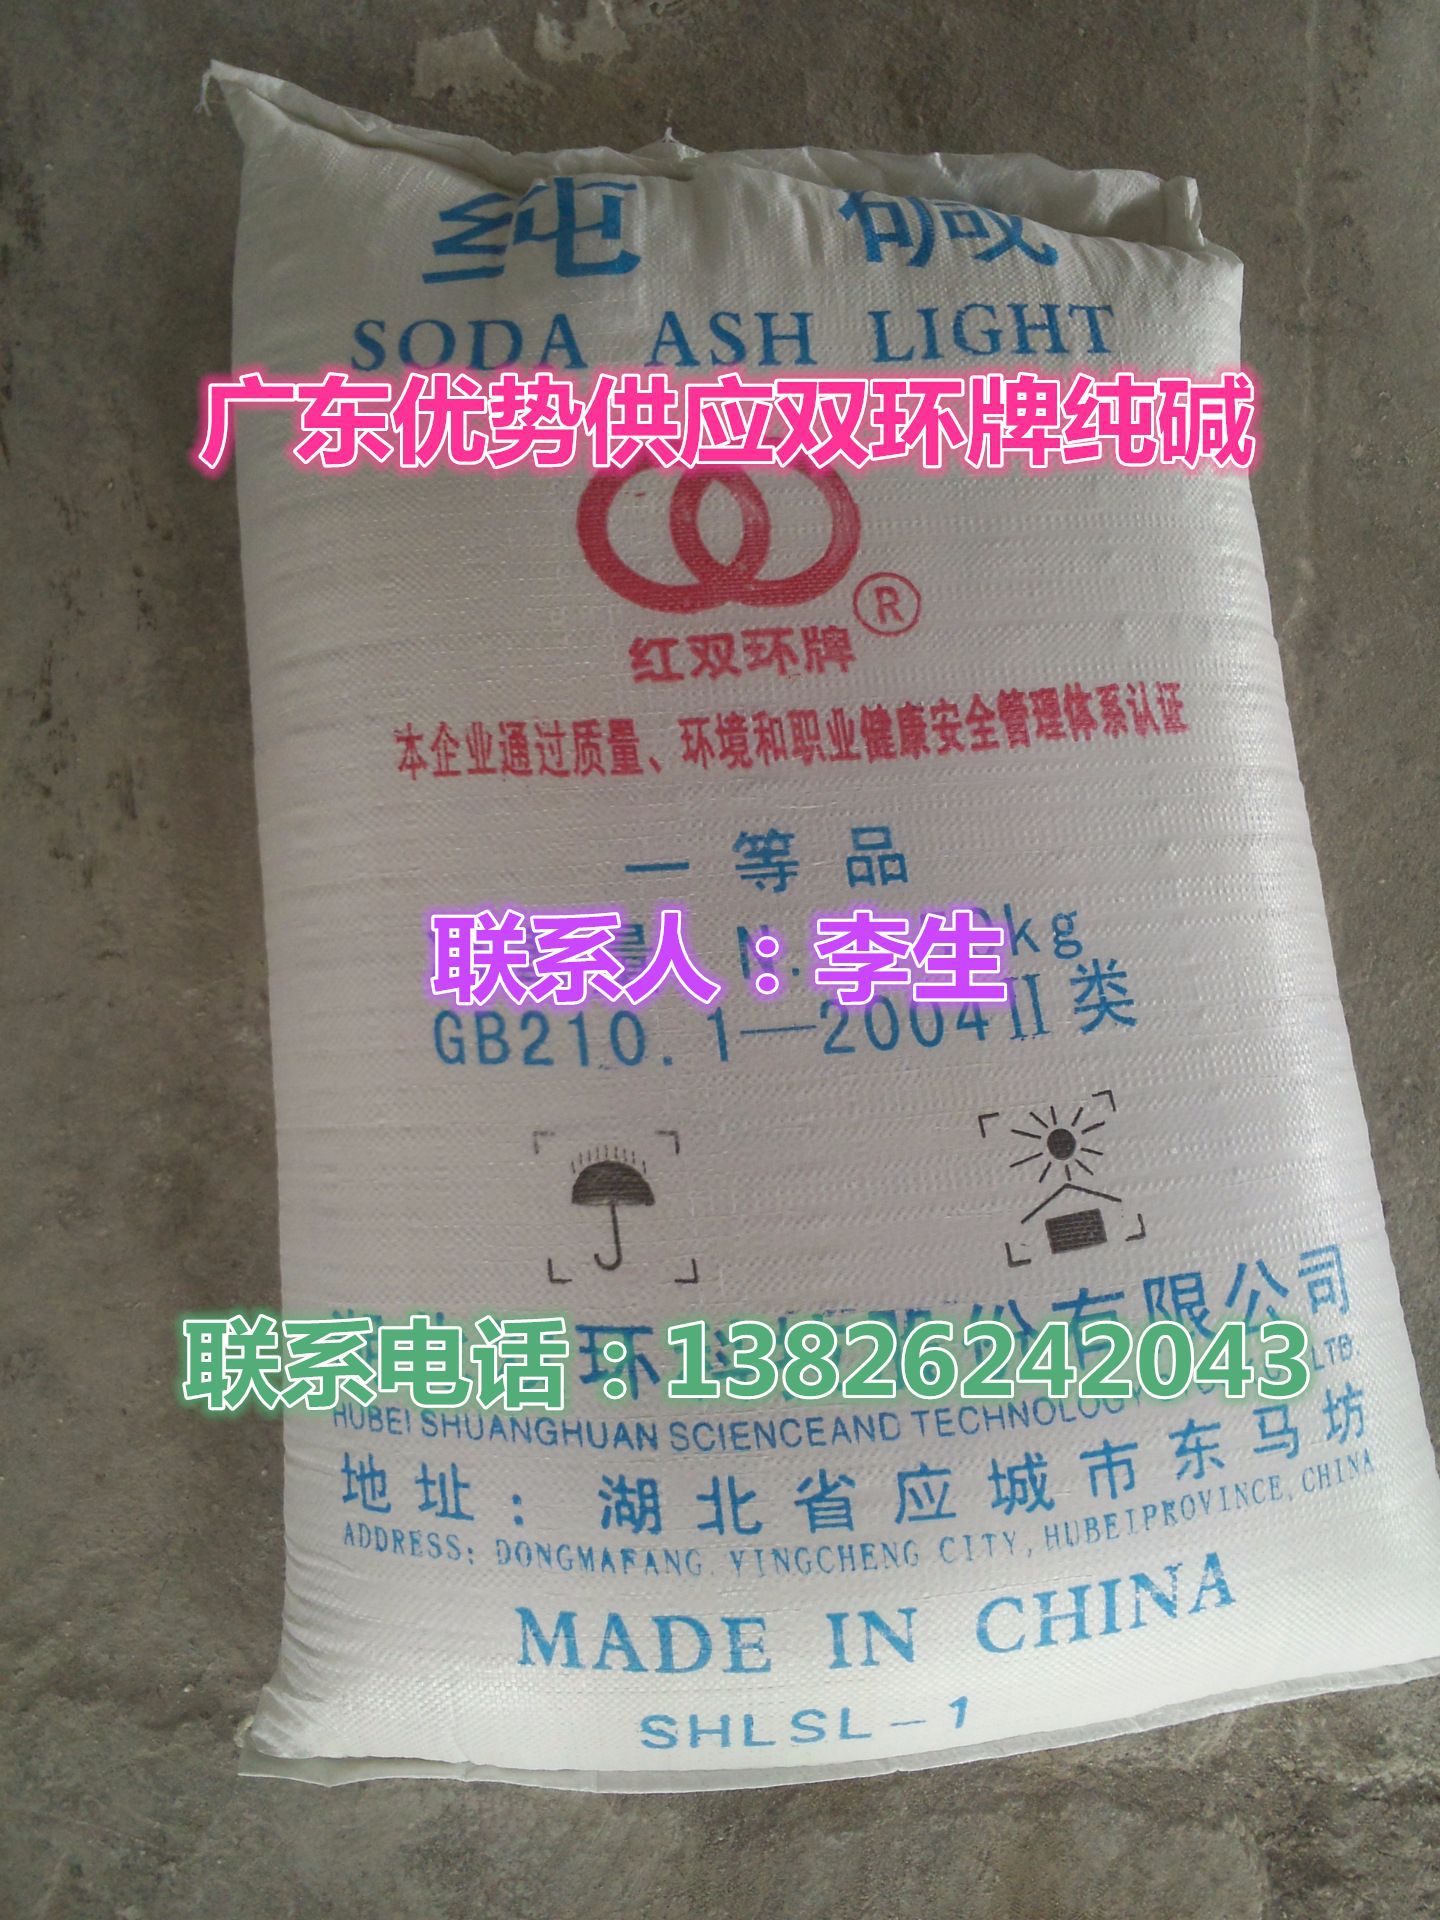 纯 碱
SODA ASH LIGHT
广东优势供应双环牌纯碱
®
红双环牌
本企业通过质量、环境和职业健康安全管理体系认证
一等品
kg
联系人：李生
GB210.1—2004II类
环 份有限公司
联系电话：13826242043
LTD.
HUBEI SHUANGHUAN SCIENCEAND TECHNOLOGY
地址：湖北省应城市东马坊
ADDRESS: DONGMAFANG. YINGCHENG CITY, HUBEIPROVINCE, CHINA
MADE IN CHINA
SHLSL-1